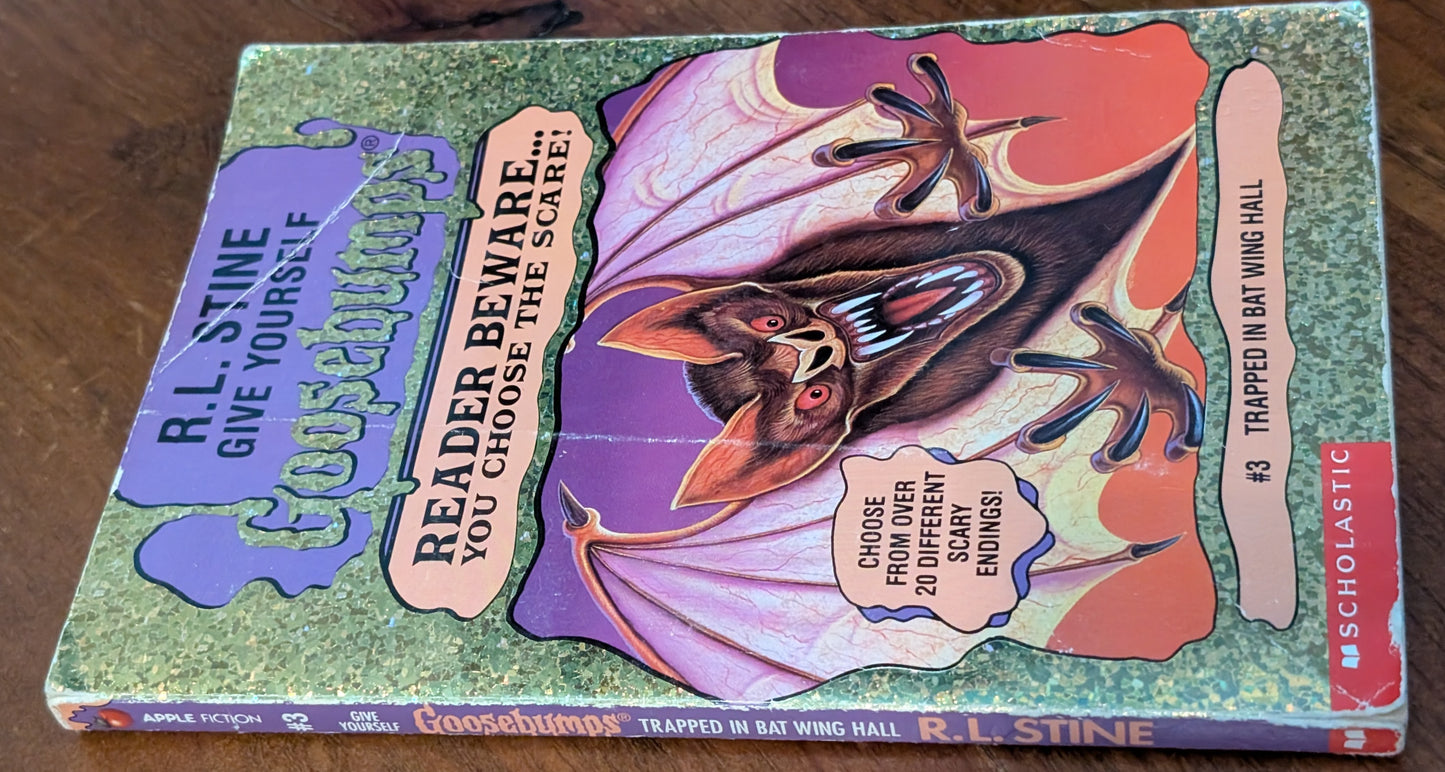 R.L. STINE
GIVE YOURSELF
Goosebumps®
READER BEWARE...
YOU CHOOSE THE SCARE!
CHOOSE
FROM OVER
20 DIFFERENT
SCARY
ENDINGS!
#3 TRAPPED IN BAT WING HALL
SCHOLASTIC
APPLE FICTION
#3
GIVE
YOURSELF
Goosebumps®
TRAPPED IN BAT WING HALL
R.L. STINE